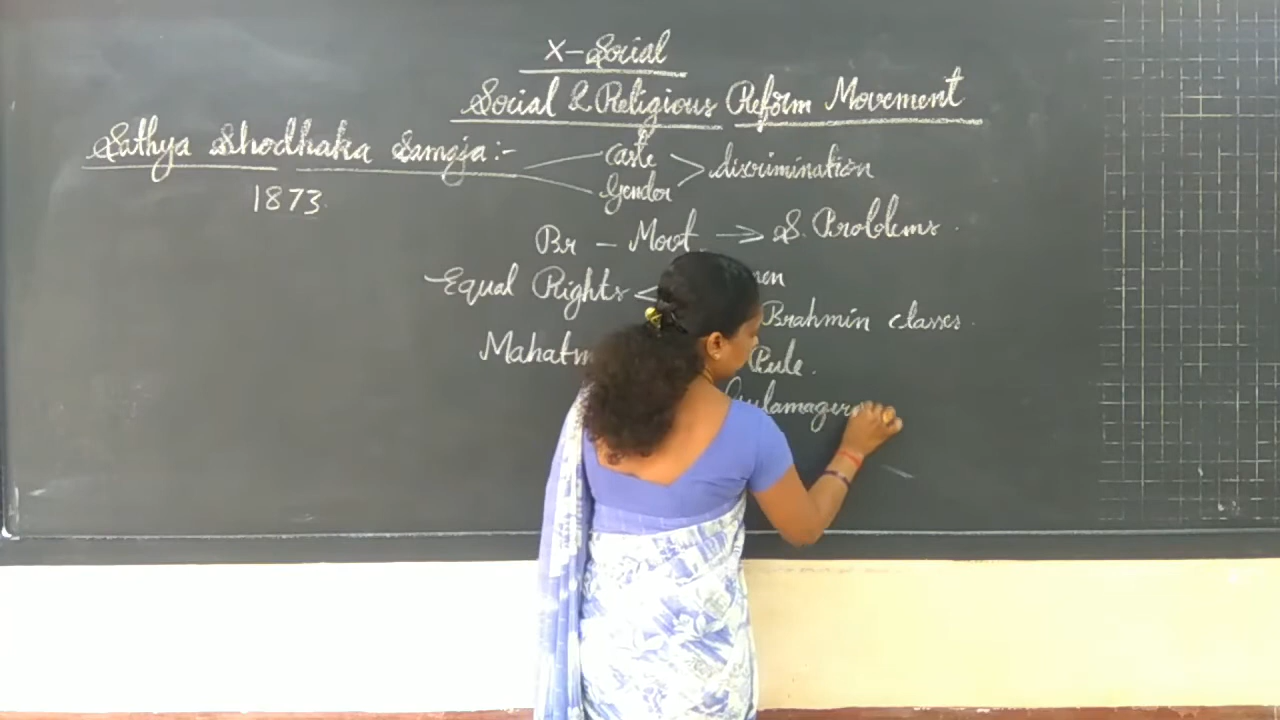 X-Social
Social & Religious Reform Movement
Sathya Shodhaka Samaja:-
Caste
Gender
discrimination
1873.
Br - Movt. → S. Problems.
Equal Rights
Brahmin classes.
Pule.